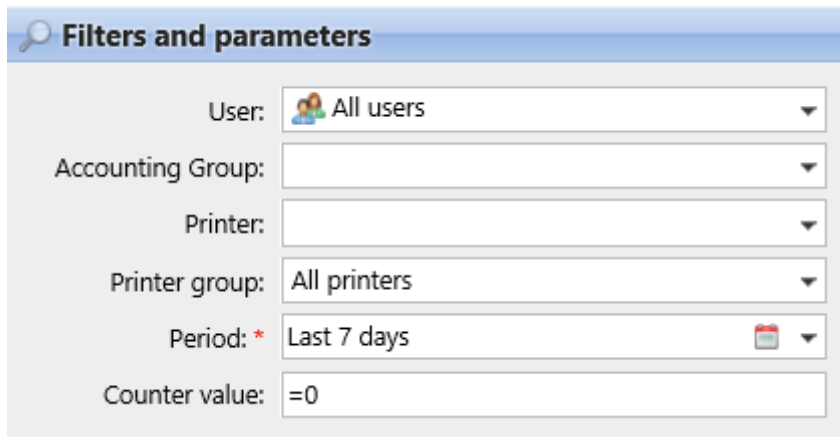 Filters and parameters
User: All users
Accounting Group:
Printer:
Printer group: All printers
Period: * Last 7 days
Counter value: =0